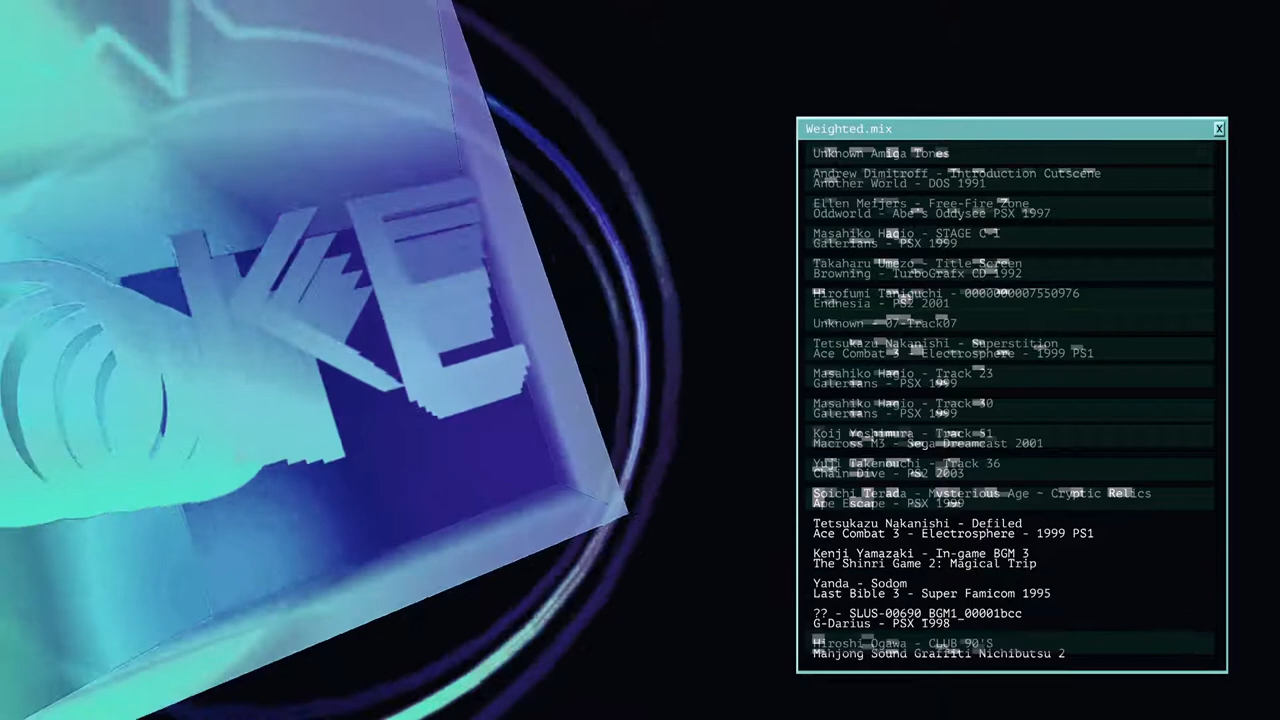 KE
Weighted.mix
X
Unknown Amiga Tones
Andrew Dimitroff - Introduction Cutscene
Another World - DOS 1991
Ellen Meijers - Free-Fire Zone
Oddworld - Abe's Oddysee PSX 1997
Masahiko Hagio - STAGE C-1
Galerians - PSX 1999
Takaharu Umezo - Title Screen
Browning - TurboGrafx CD 1992
Hirofumi Taniguchi - 0000000007550976
Endnesia - PS2 2001
Unknown - 07-Track07
Tetsukazu Nakanishi - Superstition
Ace Combat 3 - Electrosphere - 1999 PS1
Masahiko Hagio - Track 23
Galerians - PSX 1999
Masahiko Hagio - Track 30
Galerians - PSX 1999
Koij Yoshimura - Track 51
Macross M3 - Sega Dreamcast 2001
Yuji Takenouchi - Track 36
Chain Dive - PS2 2003
Soichi Terada - Mysterious Age ~ Cryptic Relics
Ape Escape - PSX 1999
Tetsukazu Nakanishi - Defiled
Ace Combat 3 - Electrosphere - 1999 PS1
Kenji Yamazaki - In-game BGM 3
The Shinri Game 2: Magical Trip
Yanda - Sodom
Last Bible 3 - Super Famicom 1995
?? - SLUS-00690_BGM1_00001bcc
G-Darius - PSX 1998
Hiroshi Ogawa - CLUB 90'S
Mahjong Sound Graffiti Nichibutsu 2